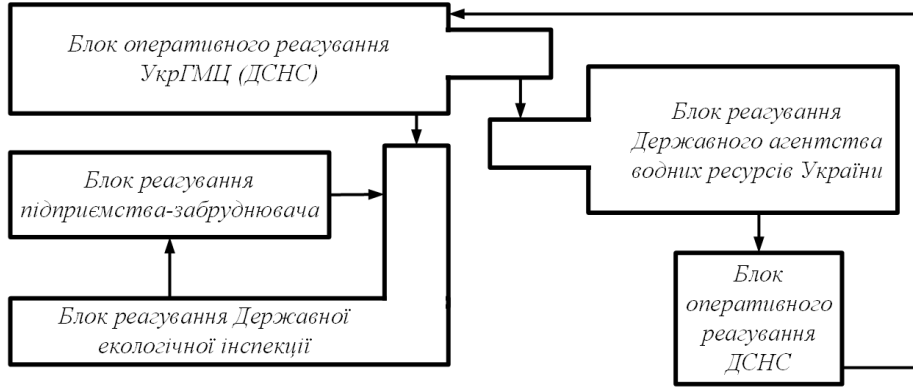 Блок оперативного реагування
УкрГМЦ (ДСНС)
Блок реагування
Державного агентства
водних ресурсів України
Блок реагування
підприємства-забруднювача
Блок
оперативного
реагування
ДСНС
Блок реагування Державної
екологічної інспекції